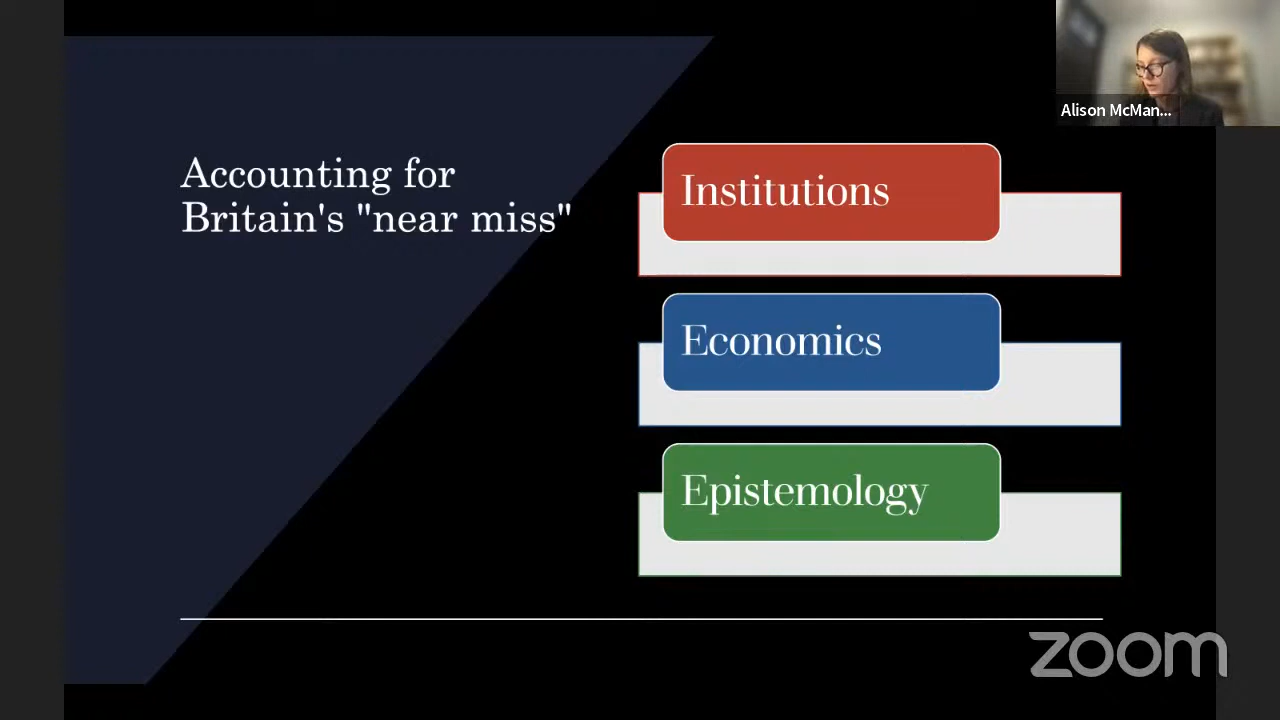 Accounting for
Britain's "near miss"
Institutions
Economics
Epistemology
Alison McMan...
zoom